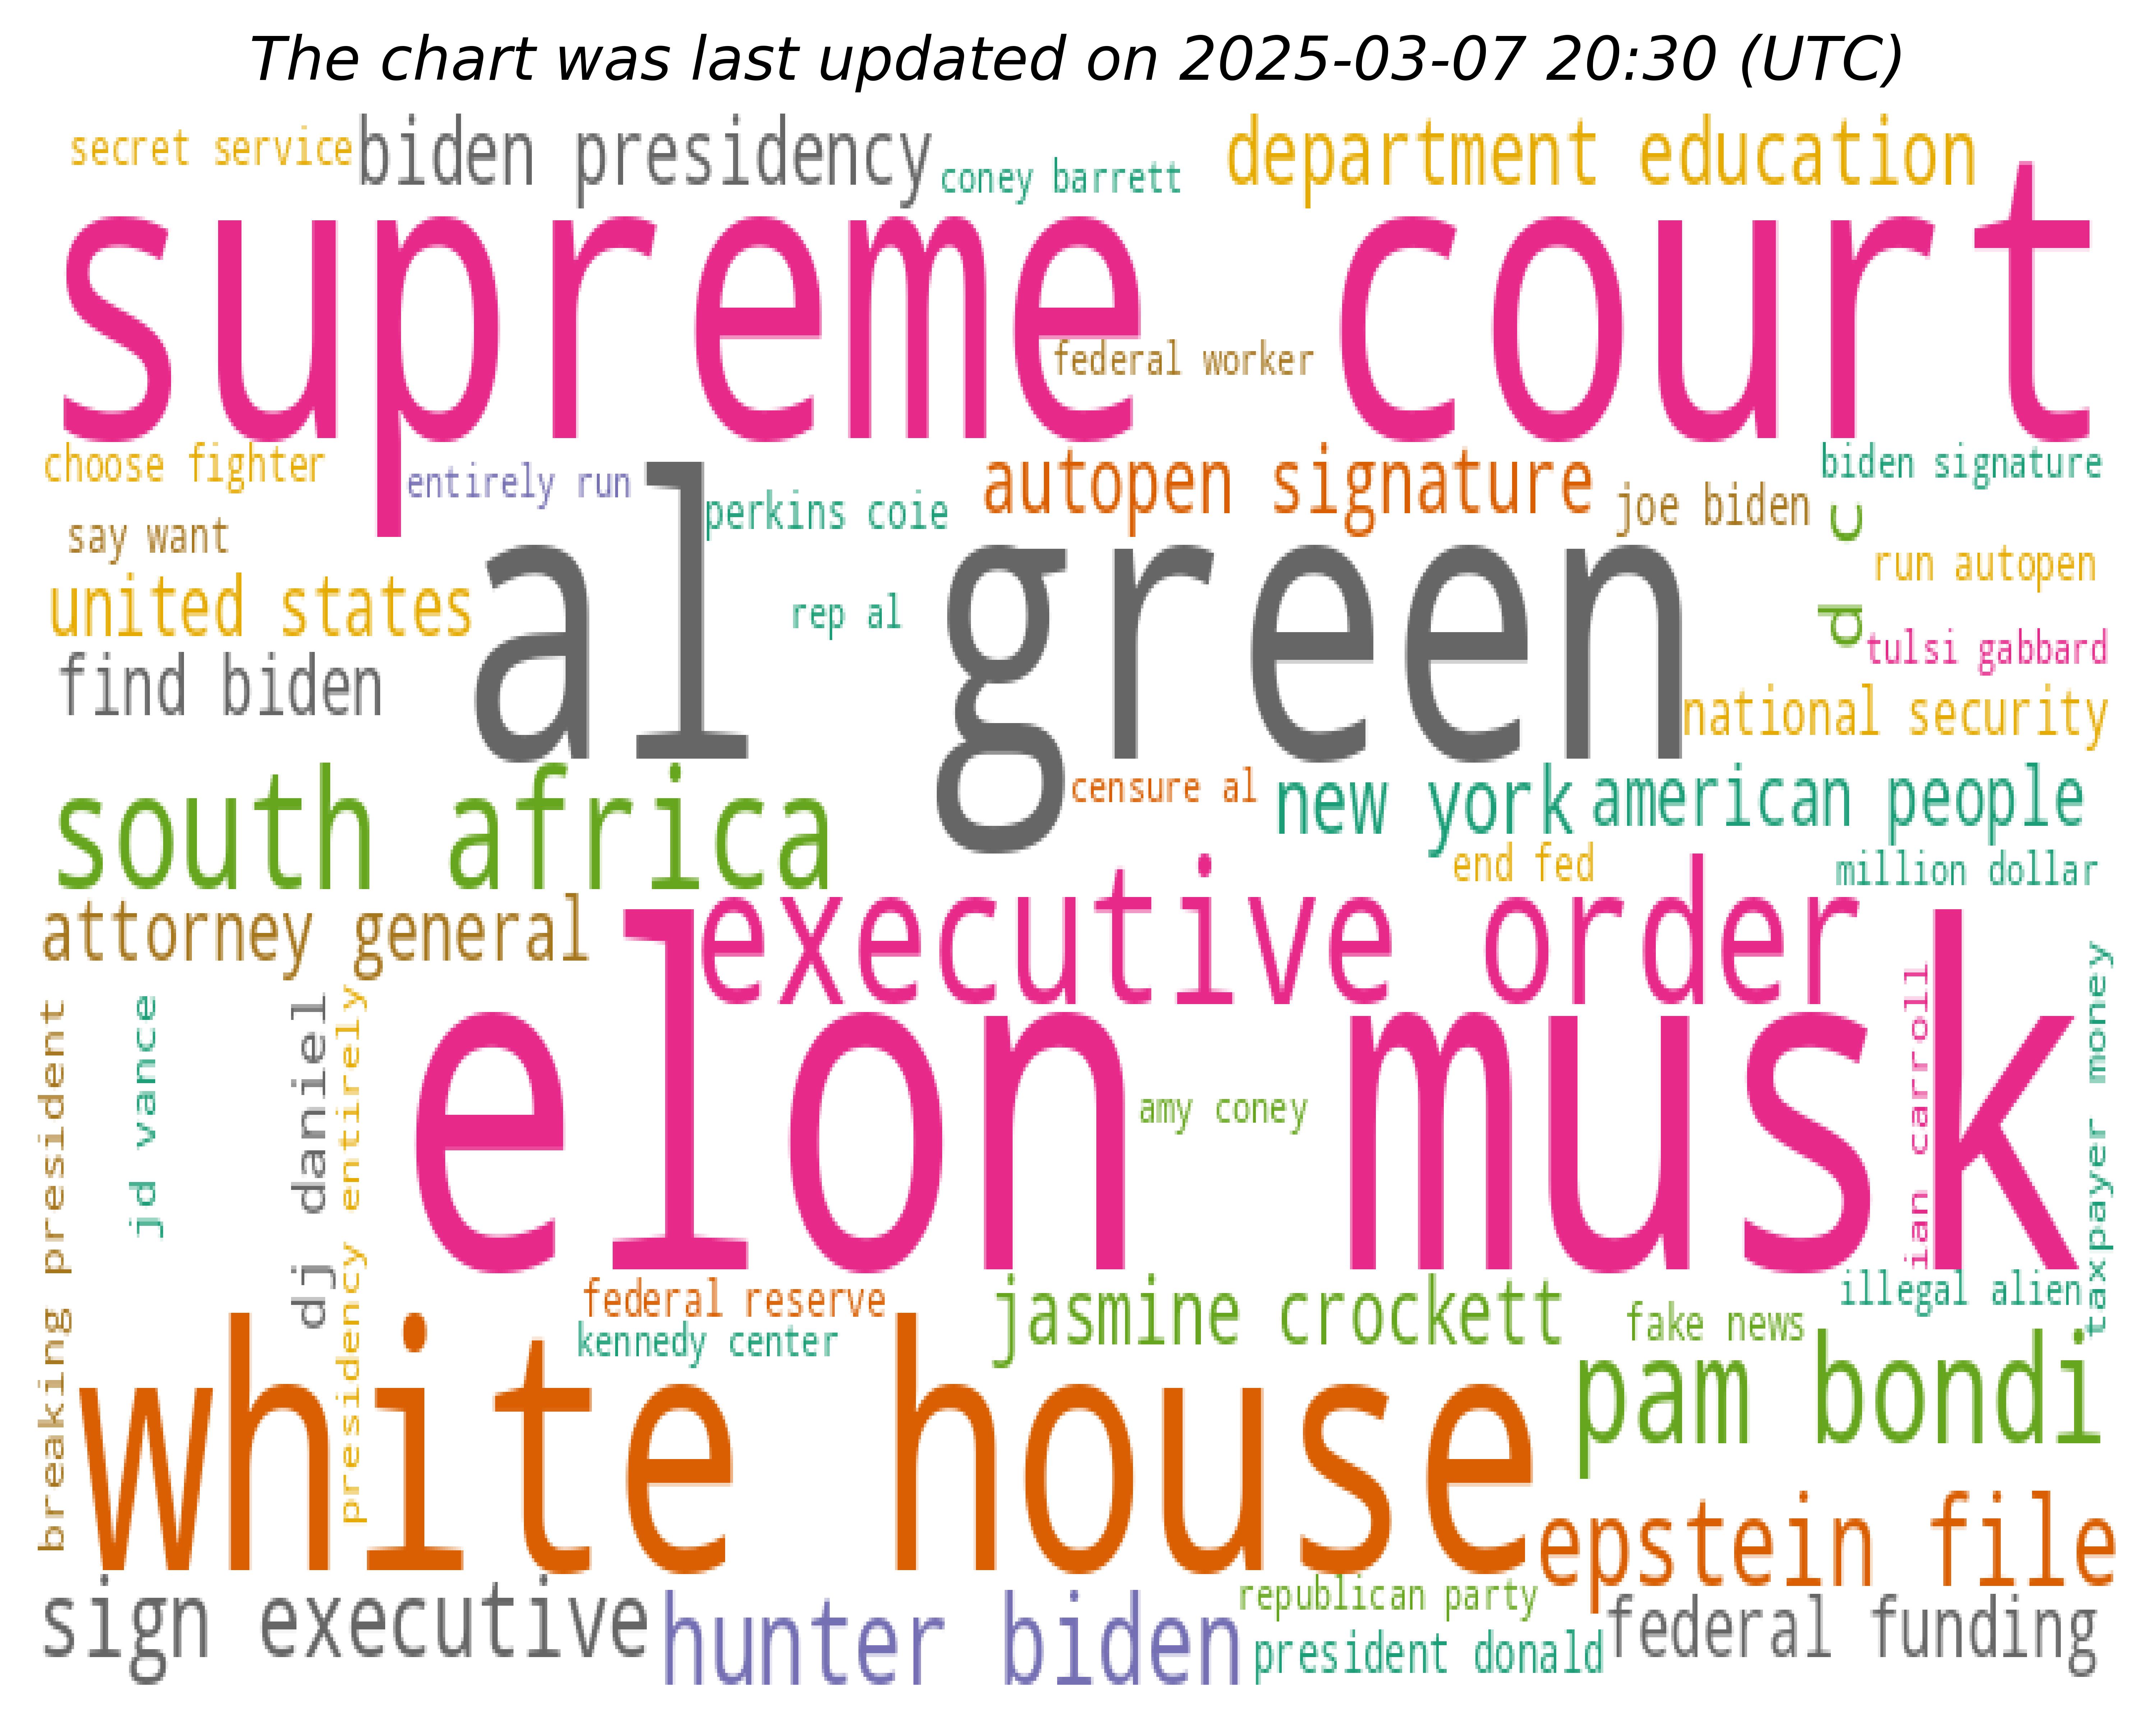 The chart was last updated on 2025-03-07 20:30 (UTC)
secret service
biden presidency
coney barrett
department education
supreme court
federal worker
choose fighter
entirely run
perkins coie
autopen signature
joe biden
biden signature
say want
d c
run autopen
united states
al green
rep al
tulsi gabbard
find biden
national security
south africa
censure al
new york
american people
end fed
million dollar
attorney general
executive order
breaking president
jd vance
dj daniel
presidency entirely
elon musk
amy coney
ian carroll
taxpayer money
federal reserve
kennedy center
jasmine crockett
fake news
illegal alien
white house
pam bondi
epstein file
sign executive
hunter biden
republican party
president donald
federal funding